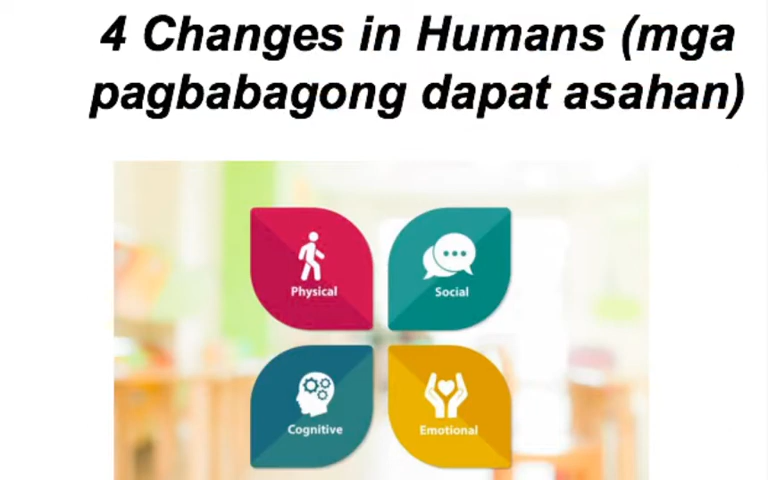 4 Changes in Humans (mga
pagbabagong dapat asahan)
Physical
Social
Cognitive
Emotional